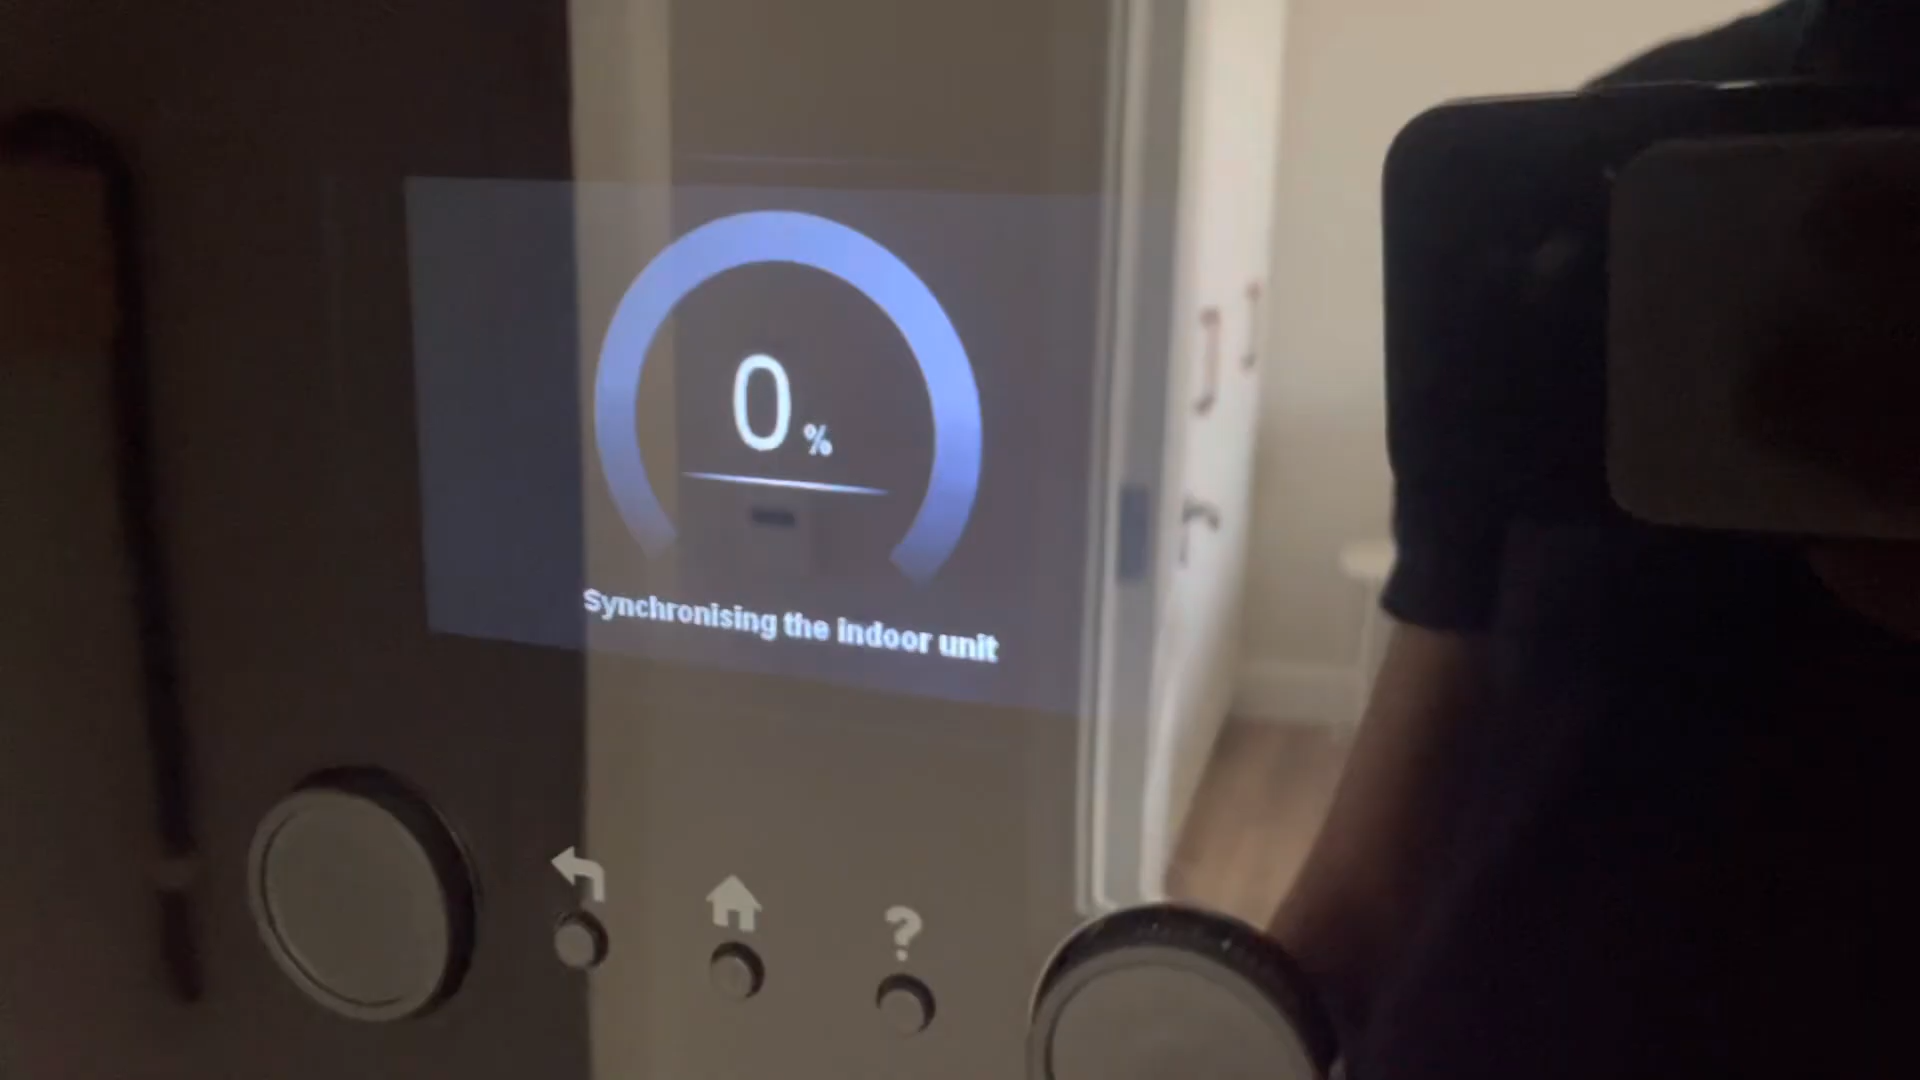 0 %
Synchronising the indoor unit
?